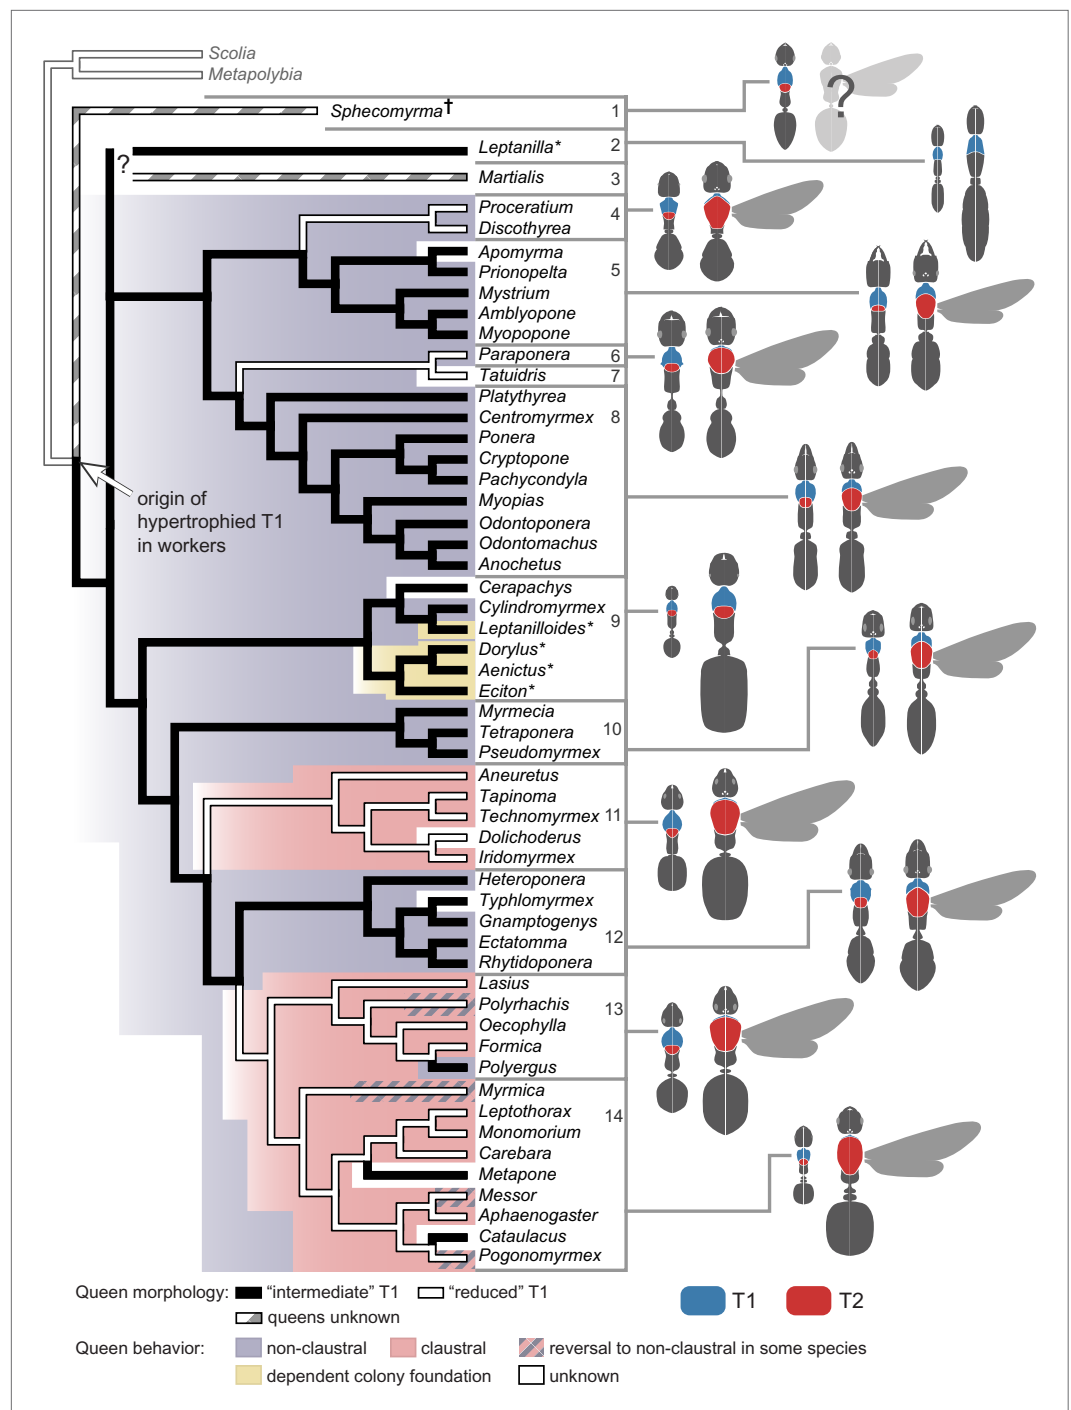 Scolia
Metapolybia
Sphecomyrma†
1
?
Leptanilla*
2
?
Martialis
3
Proceratium
4
Discothyrea
Apomyrma
5
Prionopelta
Mystrium
Amblyopone
Myopopone
Paraponera
6
Tatuidris
7
Platythyrea
Centromyrmex
8
Ponera
Cryptopone
Pachycondyla
origin of
hypertrophied T1
in workers
Myopias
Odontoponera
Odontomachus
Anochetus
Cerapachys
Cylindromyrmex
9
Leptanilloides*
Dorylus*
Aenictus*
Eciton*
Myrmecia
10
Tetraponera
Pseudomyrmex
Aneuretus
Tapinoma
Technomyrmex
11
Dolichoderus
Iridomyrmex
Heteroponera
Typhlomyrmex
Gnamptogenys
12
Ectatomma
Rhytidoponera
Lasius
Polyrhachis
13
Oecophylla
Formica
Polyergus
Myrmica
Leptothorax
14
Monomorium
Carebara
Metapone
Messor
Aphaenogaster
Cataulacus
Pogonomyrmex
Queen morphology: "intermediate" T1 "reduced" T1
queens unknown
T1 T2
Queen behavior: non-claustral claustral reversal to non-claustral in some species
dependent colony foundation unknown